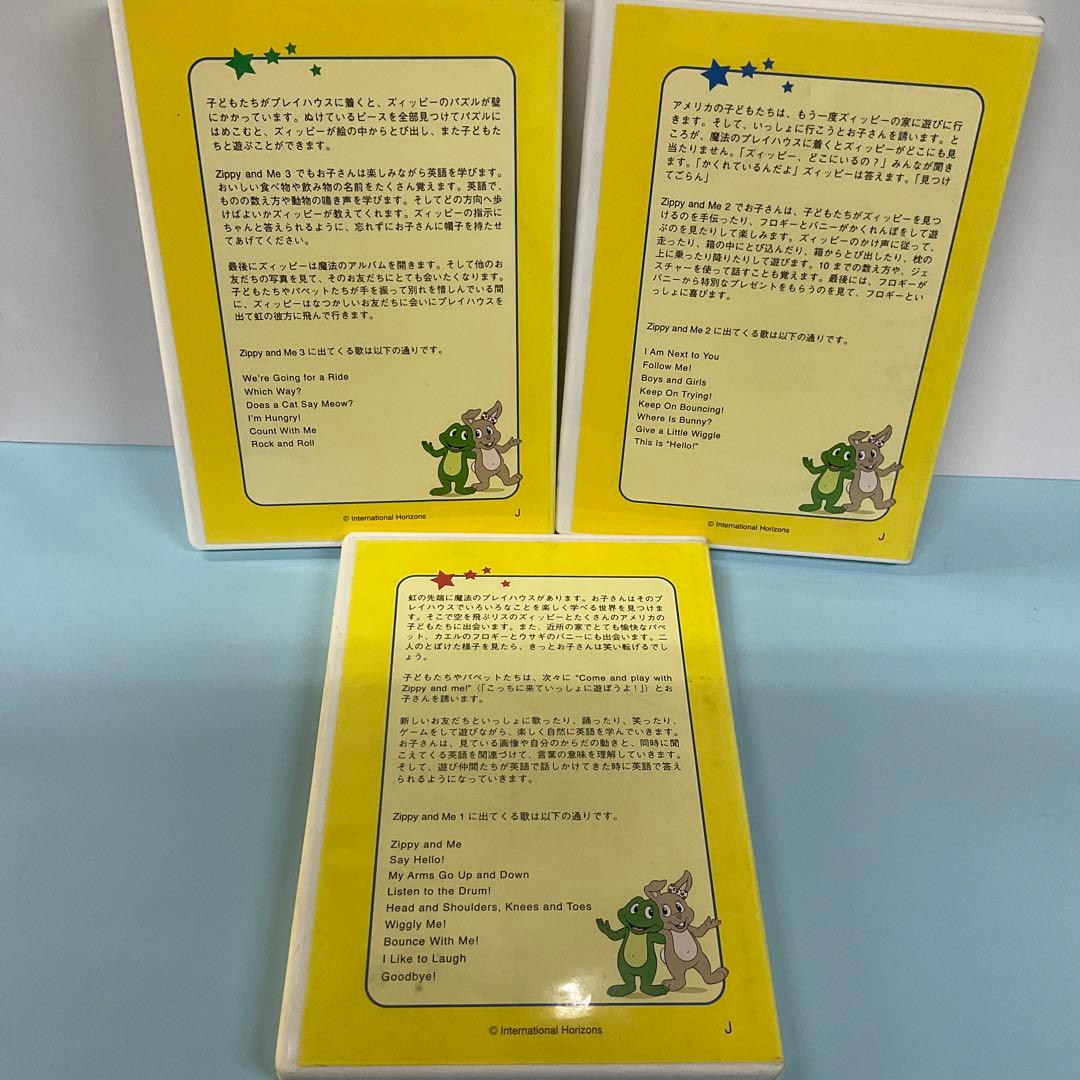 子どもたちがプレイハウスに着くと、ズィッピーのパズルが壁
にかかっています。ぬけているピースを全部見つけてパズルに
はめこむと、ズィッピーが絵の中からとび出し、また子どもた
ちと遊ぶことができます。
Zippy and Me 3 でもお子さんは楽しみながら英語を学びます。
おいしい食べ物や飲み物の名前をたくさん覚えます。英語で、
ものの数え方や動物の鳴き声を学びます。そしてどの方向へ歩
けばよいかズィッピーが教えてくれます。ズィッピーの指示に
ちゃんと答えられるように、忘れずにお子さんに帽子を持たせ
てあげてください。
最後にズィッピーは魔法のアルバムを開きます。そして他のお
友だちの写真を見て、そのお友だちにとても会いたくなります。
子どもたちやパペットたちが手を振って別れを惜しんでいる間
に、ズィッピーはなつかしいお友だちに会いにプレイハウスを
出て虹の彼方に飛んで行きます。
Zippy and Me 3 に出てくる歌は以下の通りです。
We're Going for a Ride
Which Way?
Does a Cat Say Meow?
I'm Hungry!
Count With Me
Rock and Roll
© International Horizons
J
アメリカの子どもたちは、もう一度ズィッピーの家に遊びに行
きます。そして、いっしょに行こうとお子さんを誘います。と
ころが、魔法のプレイハウスに着くとズィッピーがどこにも見
当たりません。「ズィッピー、どこにいるの？」みんなが聞き
ます。「かくれているんだよ」ズィッピーは答えます。「見つけ
てごらん」
Zippy and Me 2 でお子さんは、子どもたちがズィッピーを見つ
けるのを手伝ったり、フロギーとバニーがかくれんぼをして遊
ぶのを見たりして楽しみます。ズィッピーのかけ声に従って、
走ったり、箱の中にとび込んだり、箱からとび出したり、枕の
上に乗ったり降りたりして遊びます。10 までの数え方や、ジェ
スチャーを使って話すことも覚えます。最後には、フロギーが
バニーから特別なプレゼントをもらうのを見て、フロギーとい
っしょに喜びます。
Zippy and Me 2 に出てくる歌は以下の通りです。
I Am Next to You
Follow Me!
Boys and Girls
Keep On Trying!
Keep On Bouncing!
Where Is Bunny?
Give a Little Wiggle
This Is "Hello!"
© International Horizons
J
虹の先端に魔法のプレイハウスがあります。お子さんはそのプ
レイハウスでいろいろなことを楽しく学べる世界を見つけま
す。そこで空を飛ぶリスのズィッピーとたくさんのアメリカの
子どもたちに出会います。また、近所の家でとても愉快なパペ
ット、カエルのフロギーとウサギのバニーにも出会います。二
人のとぼけた様子を見たら、きっとお子さんは笑い転げるでし
ょう。
子どもたちやパペットたちは、次々に "Come and play with
Zippy and me!"（「こっちに来ていっしょに遊ぼうよ！」）とお
子さんを誘います。
新しいお友だちといっしょに歌ったり、踊ったり、笑ったり、
ゲームをして遊びながら、楽しく自然に英語を学んでいきます。
お子さんは、見ている画像や自分のからだの動きと、同時に聞
こえてくる英語を関連づけて、言葉の意味を理解していきます。
そして、遊び仲間たちが英語で話しかけてきた時に英語で答え
られるようになっていきます。
Zippy and Me 1 に出てくる歌は以下の通りです。
Zippy and Me
Say Hello!
My Arms Go Up and Down
Listen to the Drum!
Head and Shoulders, Knees and Toes
Wiggly Me!
Bounce With Me!
I Like to Laugh
Goodbye!
© International Horizons
J